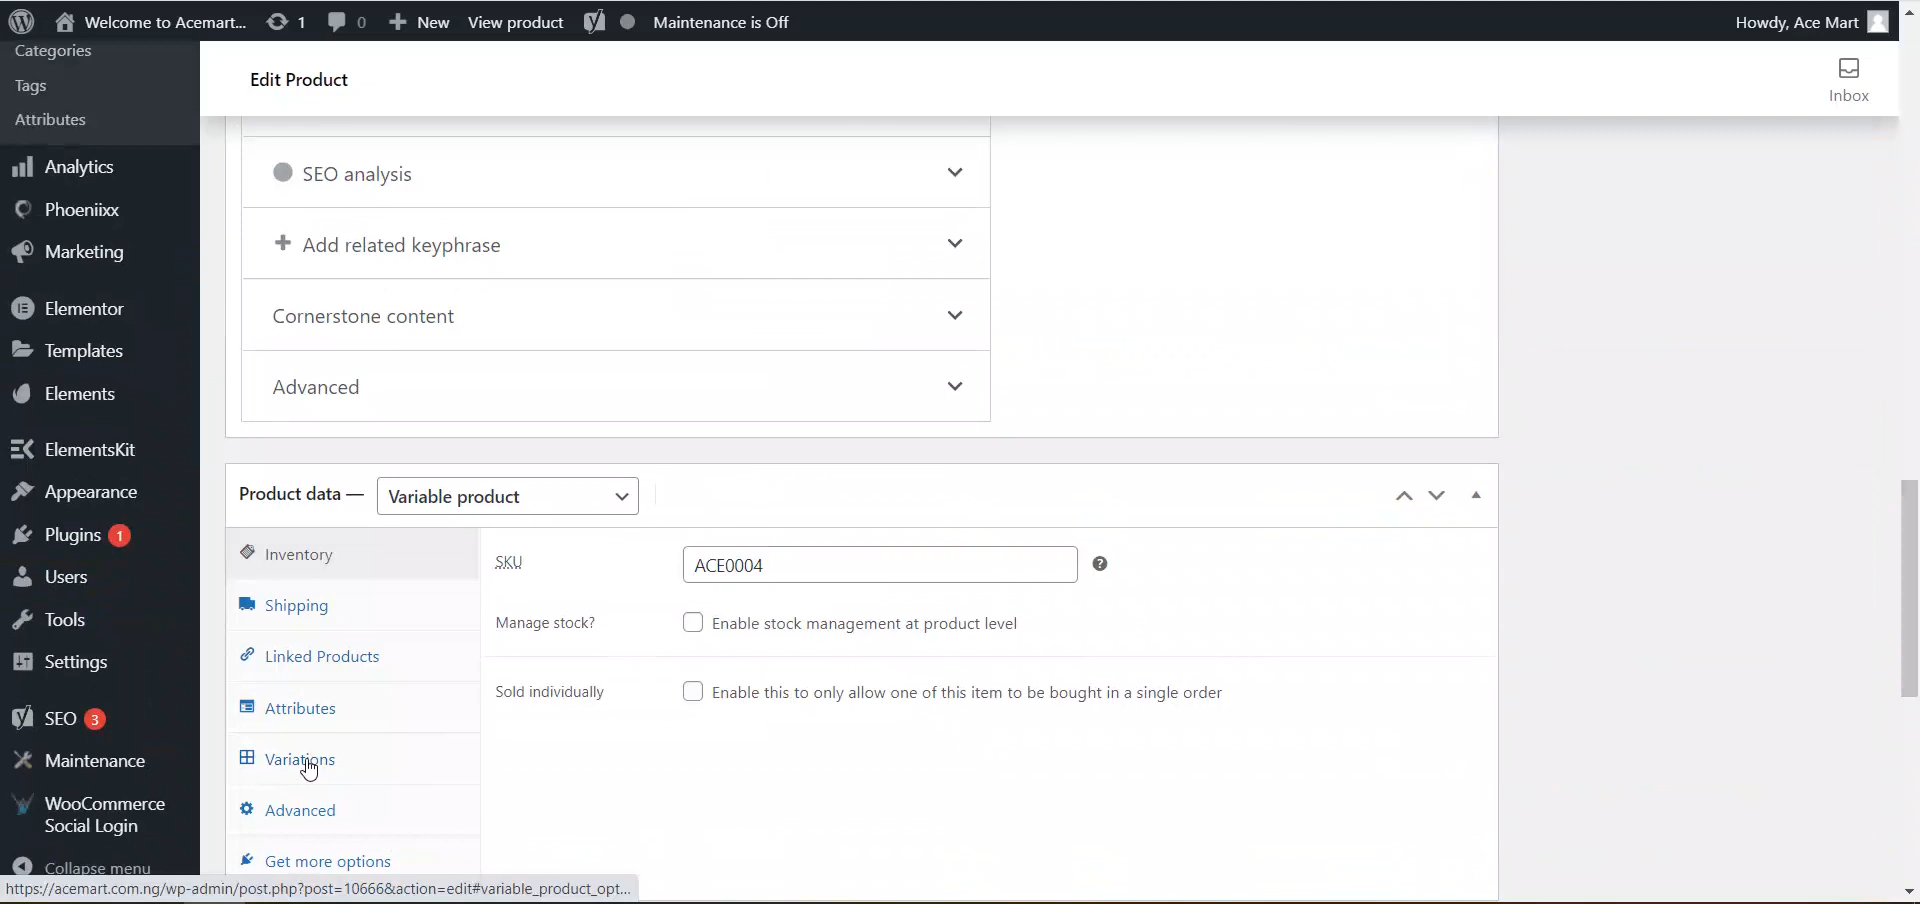 Welcome to Acemart... 1 0 New View product Maintenance is Off Howdy, Ace Mart
Categories
Tags
Attributes
Analytics
Phoeniixx
Marketing
Elementor
Templates
Elements
ElementsKit
Appearance
Plugins 1
Users
Tools
Settings
SEO 3
Maintenance
WooCommerce
Social Login
Collapse menu
Edit Product
Inbox
SEO analysis
Add related keyphrase
Cornerstone content
Advanced
Product data — Variable product
Inventory
Shipping
Linked Products
Attributes
Variations
Advanced
Get more options
SKU ACE0004
Manage stock? Enable stock management at product level
Sold individually Enable this to only allow one of this item to be bought in a single order
https://acemart.com.ng/wp-admin/post.php?post=10666&action=edit#variable_product_opt...